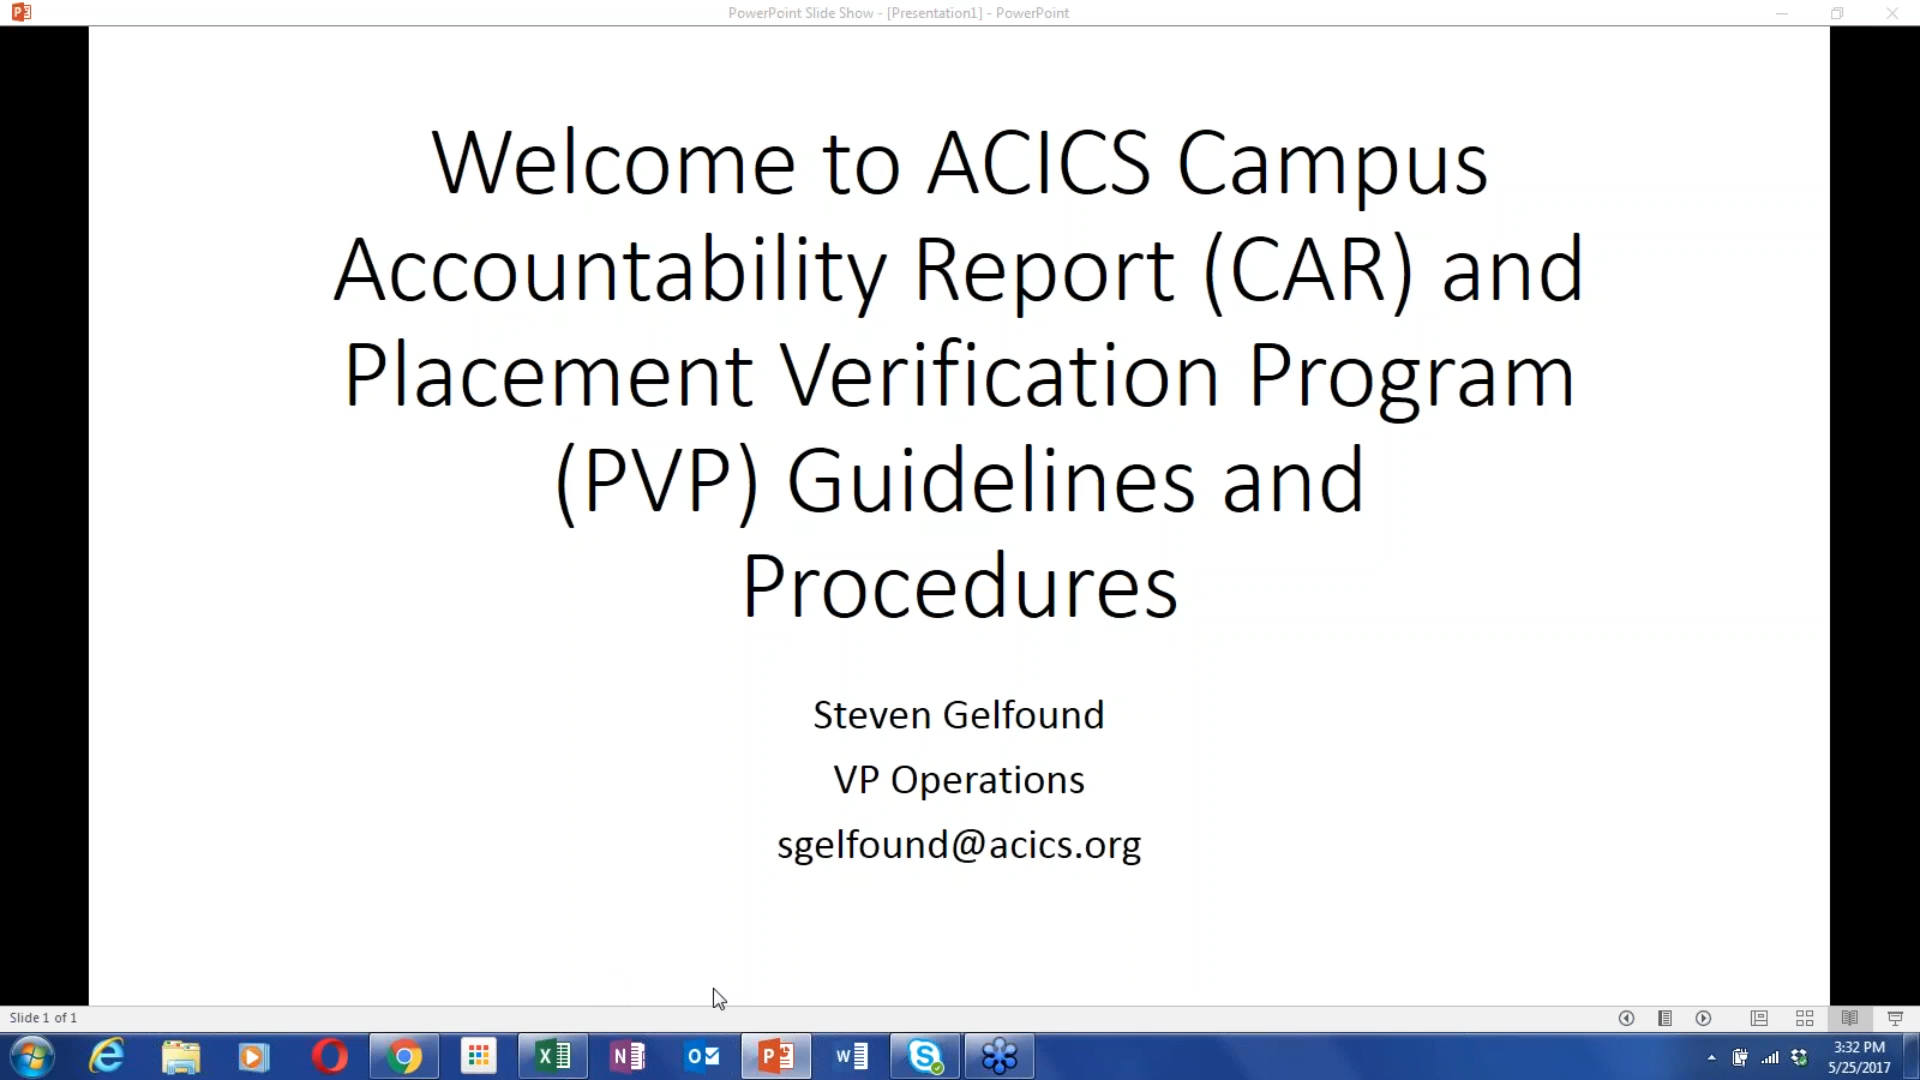 PowerPoint Slide Show - [Presentation1] - PowerPoint
Welcome to ACICS Campus
Accountability Report (CAR) and
Placement Verification Program
(PVP) Guidelines and
Procedures
Steven Gelfound
VP Operations
sgelfound@acics.org
Slide 1 of 1
3:32 PM
5/25/2017